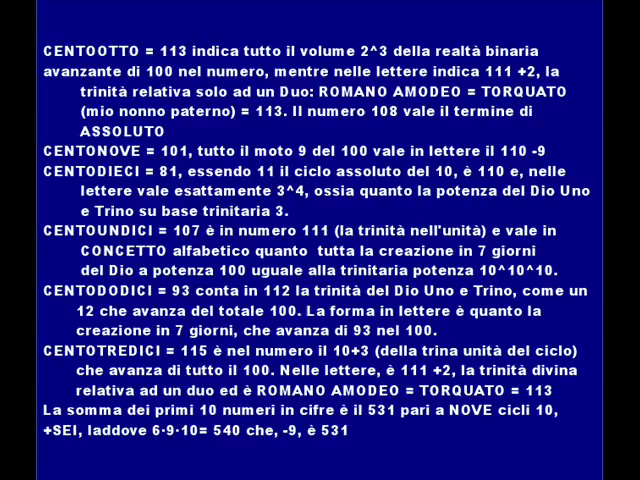 CENTOOTTO = 113 indica tutto il volume 2^3 della realtà binaria
avanzante di 100 nel numero, mentre nelle lettere indica 111 +2, la
trinità relativa solo ad un Duo: ROMANO AMODEO = TORQUATO
(mio nonno paterno) = 113. Il numero 108 vale il termine di
ASSOLUTO
CENTONOVE = 101, tutto il moto 9 del 100 vale in lettere il 110 -9
CENTODIECI = 81, essendo 11 il ciclo assoluto del 10, è 110 e, nelle
lettere vale esattamente 3^4, ossia quanto la potenza del Dio Uno
e Trino su base trinitaria 3.
CENTOUNDICI = 107 è in numero 111 (la trinità nell'unità) e vale in
CONCETTO alfabetico quanto tutta la creazione in 7 giorni
del Dio a potenza 100 uguale alla trinitaria potenza 10^10^10.
CENTODODICI = 93 conta in 112 la trinità del Dio Uno e Trino, come un
12 che avanza del totale 100. La forma in lettere è quanto la
creazione in 7 giorni, che avanza di 93 nel 100.
CENTOTREDICI = 115 è nel numero il 10+3 (della trina unità del ciclo)
che avanza di tutto il 100. Nelle lettere, è 111 +2, la trinità divina
relativa ad un duo ed è ROMANO AMODEO = TORQUATO = 113
La somma dei primi 10 numeri in cifre è il 531 pari a NOVE cicli 10,
+SEI, laddove 6·9·10= 540 che, -9, è 531